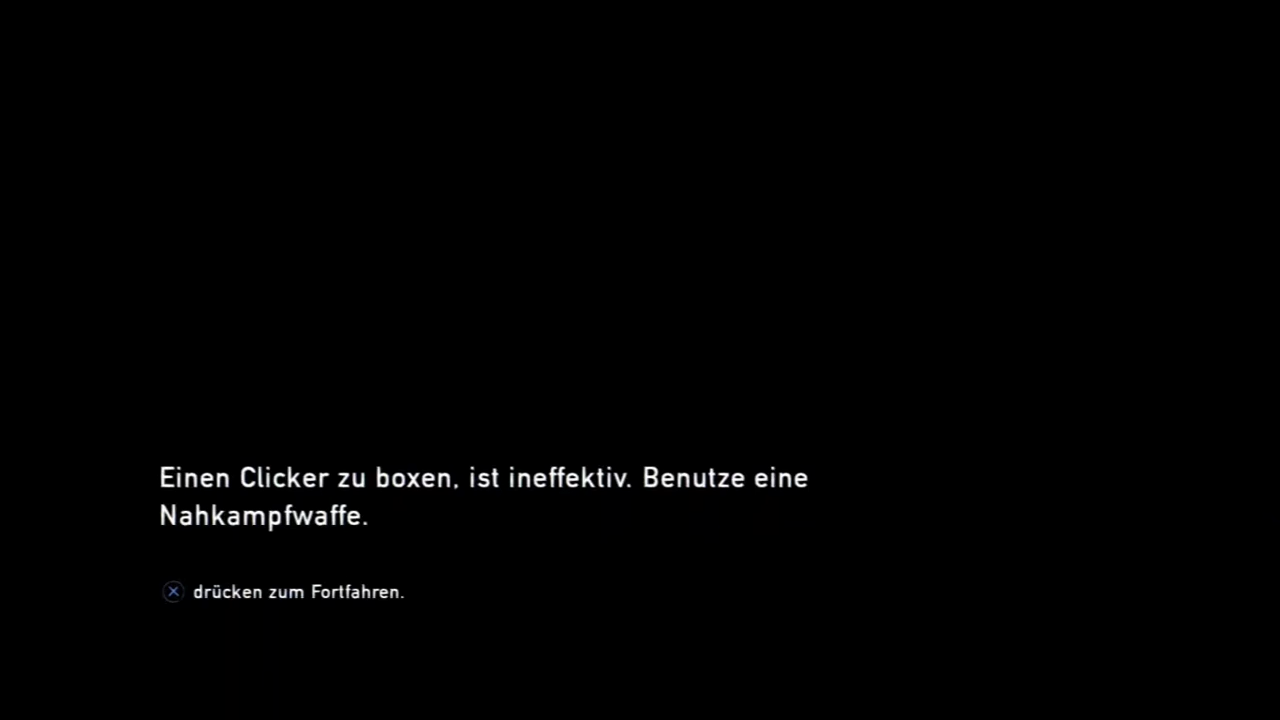 Einen Clicker zu boxen, ist ineffektiv. Benutze eine
Nahkampfwaffe.
drücken zum Fortfahren.